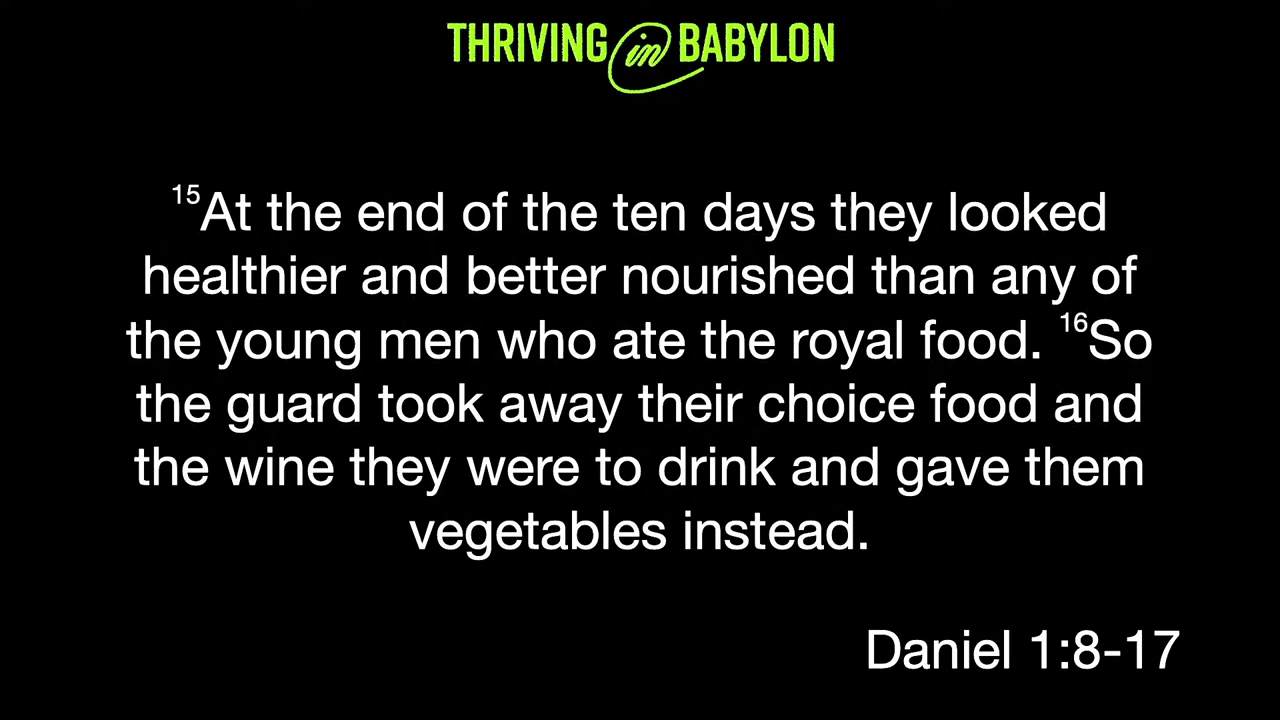 THRIVING in BABYLON
15At the end of the ten days they looked
healthier and better nourished than any of
the young men who ate the royal food. 16So
the guard took away their choice food and
the wine they were to drink and gave them
vegetables instead.
Daniel 1:8-17